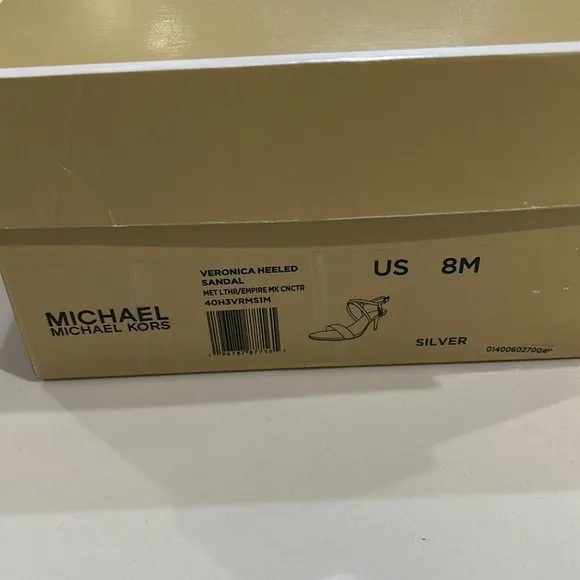 MICHAEL
MICHAEL KORS
VERONICA HEELED
SANDAL
MET LTHR/EMPIRE MK CNCTR
40H3VRMS1M
US 8M
SILVER